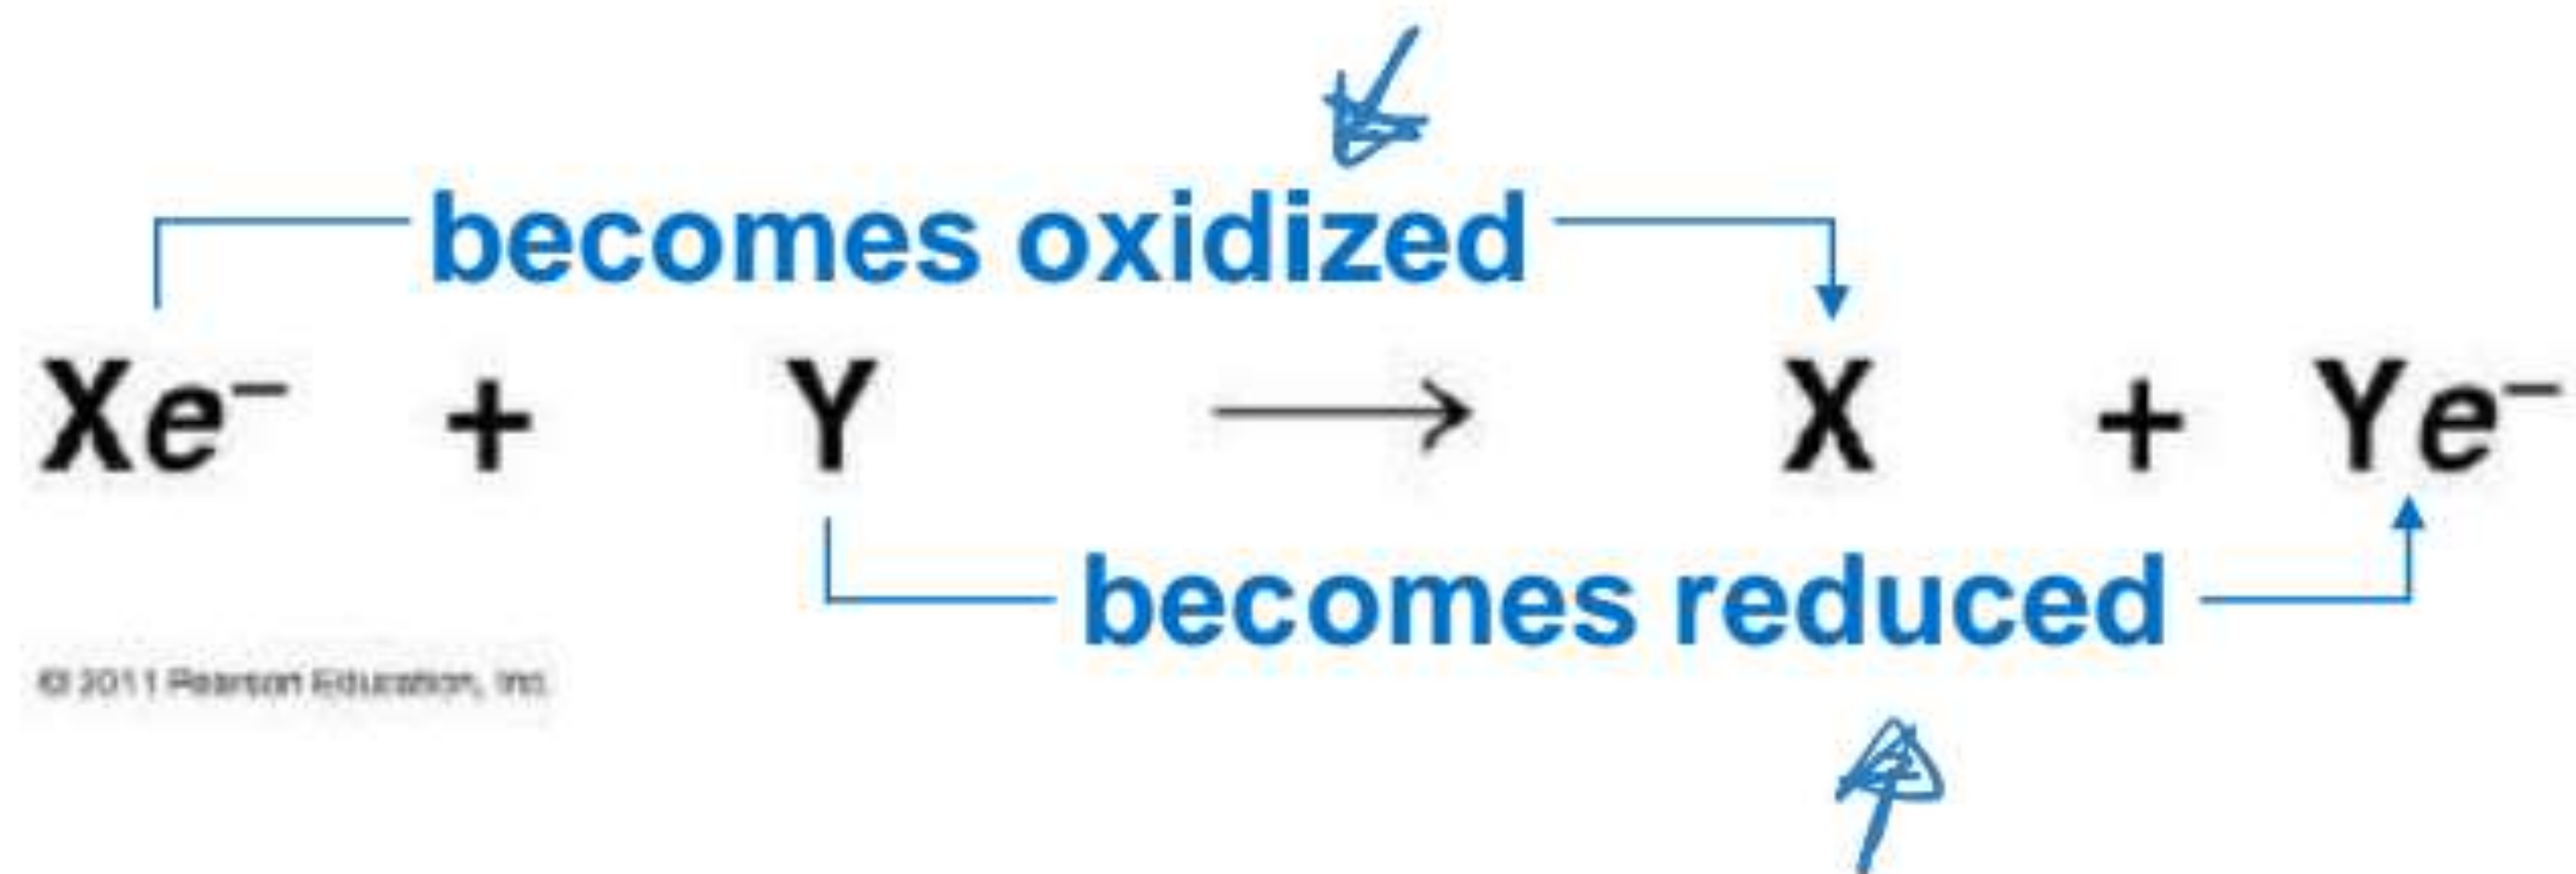 becomes oxidized
Xe⁻ + Y → X + Ye⁻
becomes reduced
© 2011 Pearson Education, Inc.